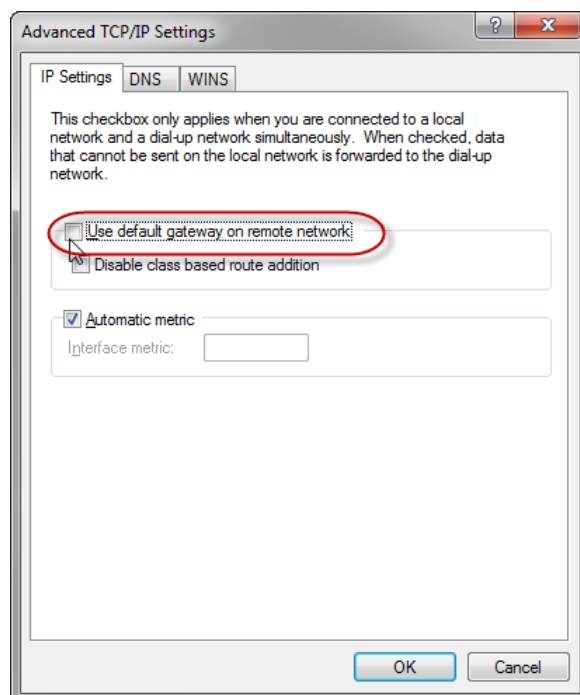 Advanced TCP/IP Settings
IP Settings DNS WINS
This checkbox only applies when you are connected to a local
network and a dial-up network simultaneously. When checked, data
that cannot be sent on the local network is forwarded to the dial-up
network.
Use default gateway on remote network
Disable class based route addition
Automatic metric
Interface metric:
OK Cancel